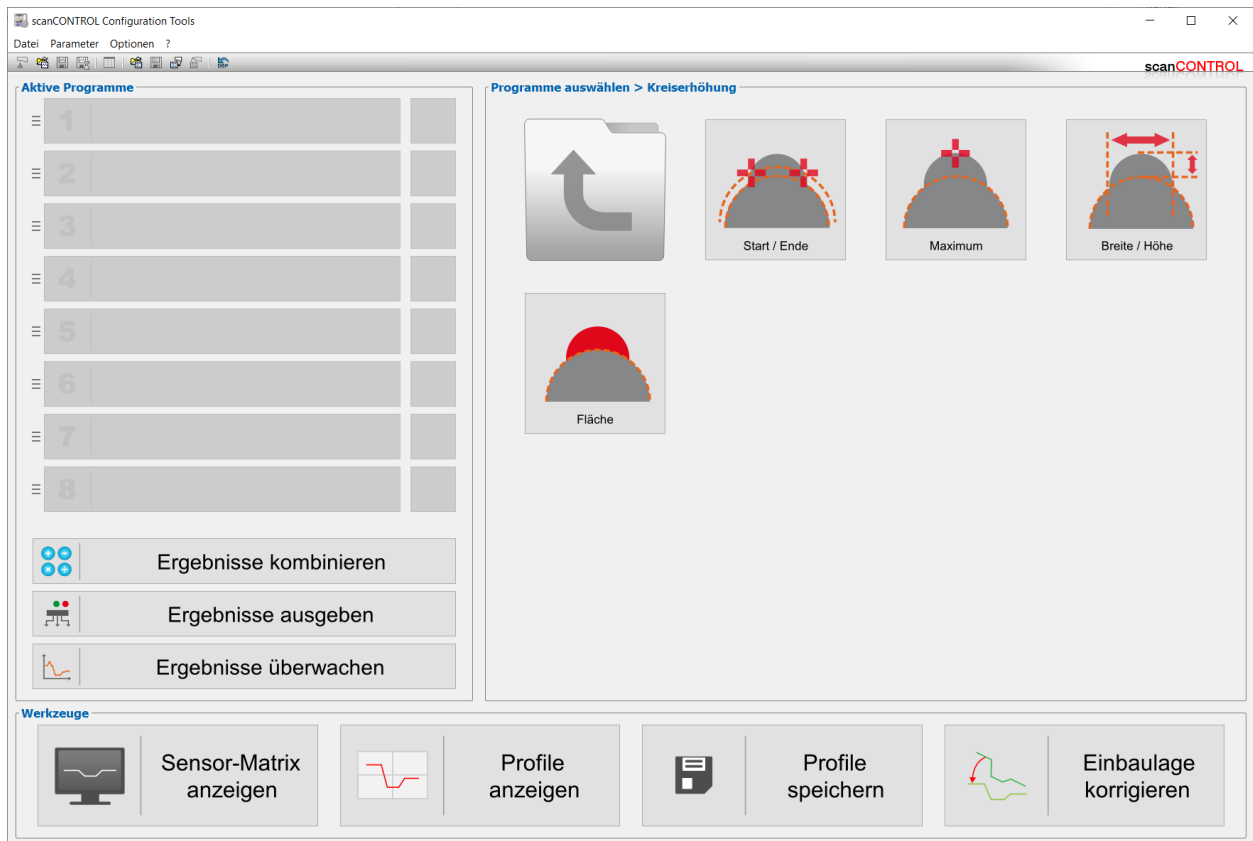 scanCONTROL Configuration Tools
Datei Parameter Optionen ?
scanCONTROL
Aktive Programme
1
2
3
4
5
6
7
8
Ergebnisse kombinieren
Ergebnisse ausgeben
Ergebnisse überwachen
Programme auswählen > Kreiserhöhung
Start / Ende
Maximum
Breite / Höhe
Fläche
Werkzeuge
Sensor-Matrix
anzeigen
Profile
anzeigen
Profile
speichern
Einbaulage
korrigieren